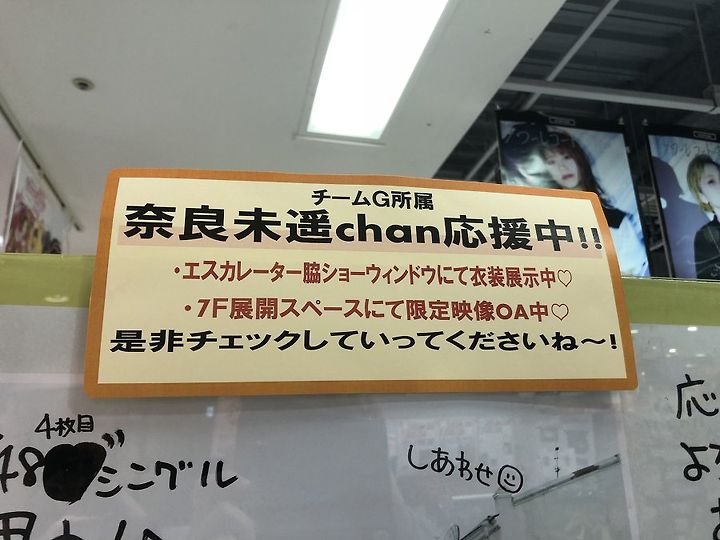 チームG所属
奈良未遥chan応援中!!
・エスカレーター脇ショーウィンドウにて衣装展示中♡
・7F展開スペースにて限定映像OA中♡
是非チェックしていってくださいね～!
4枚目
48♥シングル
しあわせ☺
応